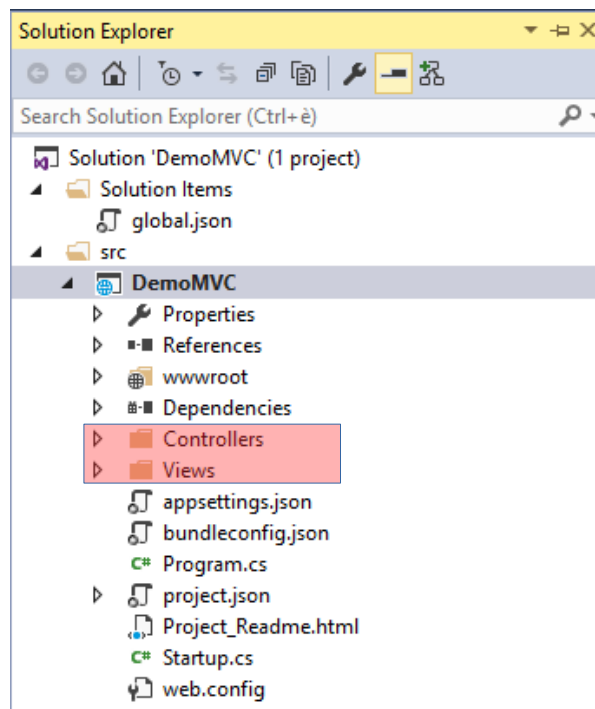 Solution Explorer
Search Solution Explorer (Ctrl+è)
Solution 'DemoMVC' (1 project)
Solution Items
global.json
src
DemoMVC
Properties
References
wwwroot
Dependencies
Controllers
Views
appsettings.json
bundleconfig.json
C# Program.cs
project.json
Project_Readme.html
C# Startup.cs
web.config